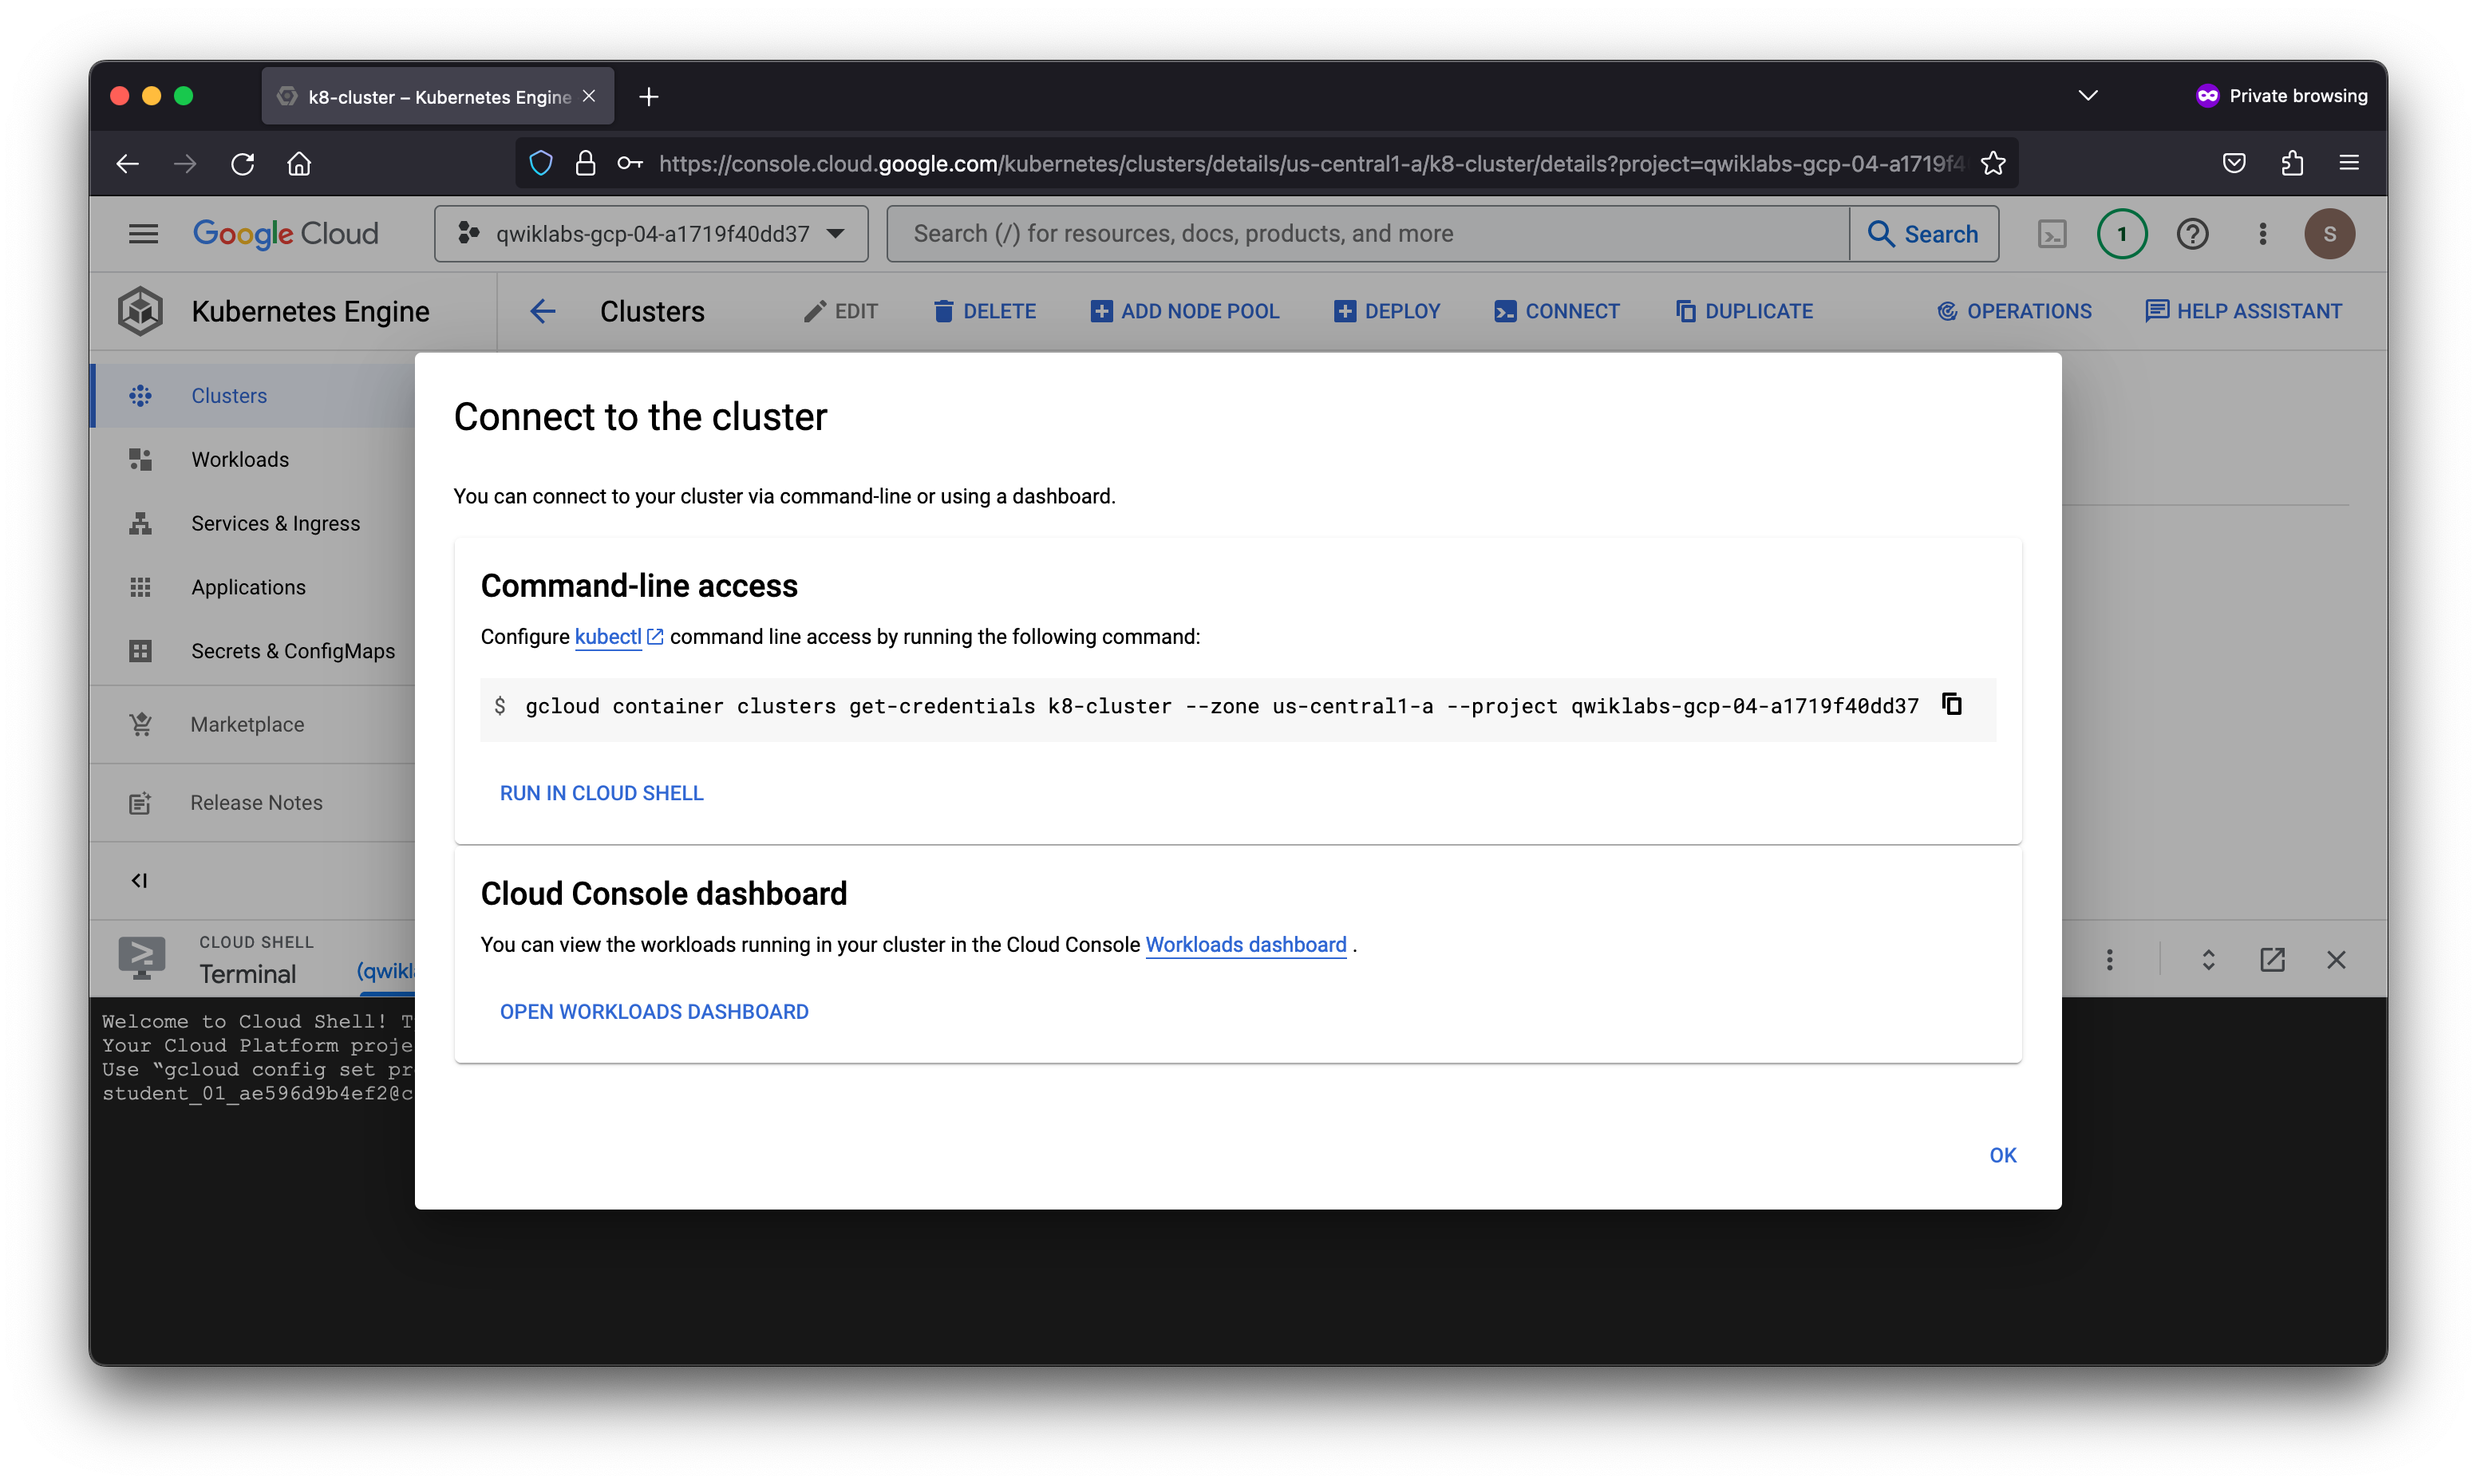 k8-cluster – Kubernetes Engine
Private browsing
https://console.cloud.google.com/kubernetes/clusters/details/us-central1-a/k8-cluster/details?project=qwiklabs-gcp-04-a1719f4
Google Cloud
qwiklabs-gcp-04-a1719f40dd37
Search (/) for resources, docs, products, and more
Search
1
S
Kubernetes Engine
Clusters
EDIT
DELETE
ADD NODE POOL
DEPLOY
CONNECT
DUPLICATE
OPERATIONS
HELP ASSISTANT
Clusters
Workloads
Services & Ingress
Applications
Secrets & ConfigMaps
Marketplace
Release Notes
Connect to the cluster
You can connect to your cluster via command-line or using a dashboard.
Command-line access
Configure kubectl command line access by running the following command:
$ gcloud container clusters get-credentials k8-cluster --zone us-central1-a --project qwiklabs-gcp-04-a1719f40dd37
RUN IN CLOUD SHELL
Cloud Console dashboard
You can view the workloads running in your cluster in the Cloud Console Workloads dashboard .
OPEN WORKLOADS DASHBOARD
OK
CLOUD SHELL
Terminal
(qwikl
Welcome to Cloud Shell! T
Your Cloud Platform proje
Use “gcloud config set pr
student_01_ae596d9b4ef2@c